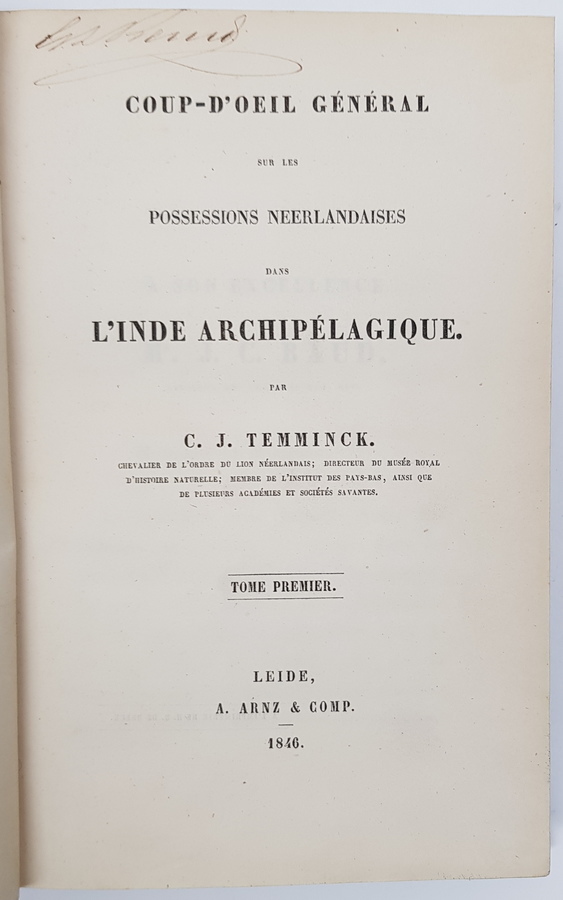 COUP-D'OEIL GÉNÉRAL
SUR LES
POSSESSIONS NEERLANDAISES
DANS
L'INDE ARCHIPÉLAGIQUE.
PAR
C. J. TEMMINCK.
CHEVALIER DE L'ORDRE DU LION NÉERLANDAIS; DIRECTEUR DU MUSÉE ROYAL
D'HISTOIRE NATURELLE; MEMBRE DE L'INSTITUT DES PAYS-BAS, AINSI QUE
DE PLUSIEURS ACADÉMIES ET SOCIÉTÉS SAVANTES.
TOME PREMIER.
LEIDE,
A. ARNZ & COMP.
1846.